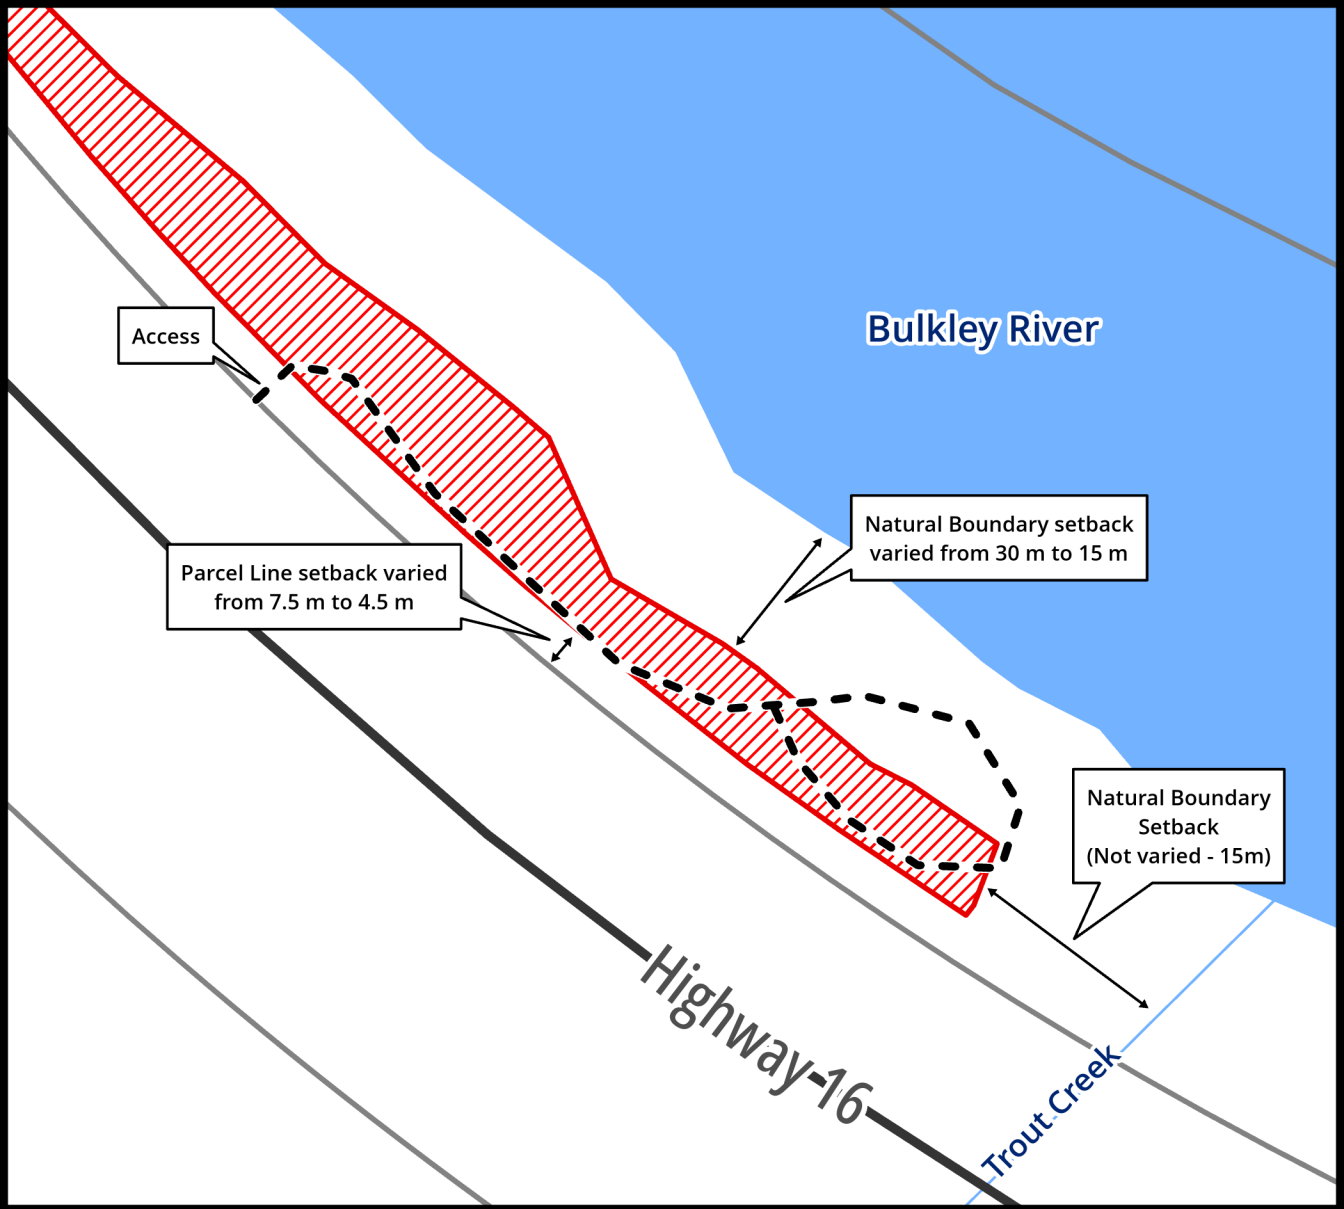 Bulkley River
Access
Natural Boundary setback
varied from 30 m to 15 m
Parcel Line setback varied
from 7.5 m to 4.5 m
Natural Boundary
Setback
(Not varied - 15m)
Highway 16
Trout Creek